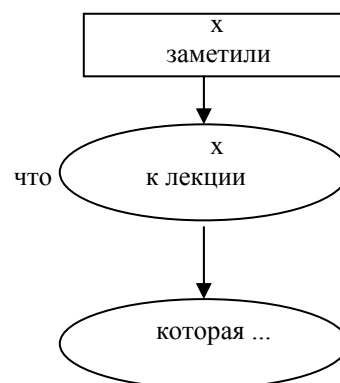 х
заметили
х
что к лекции
которая ...